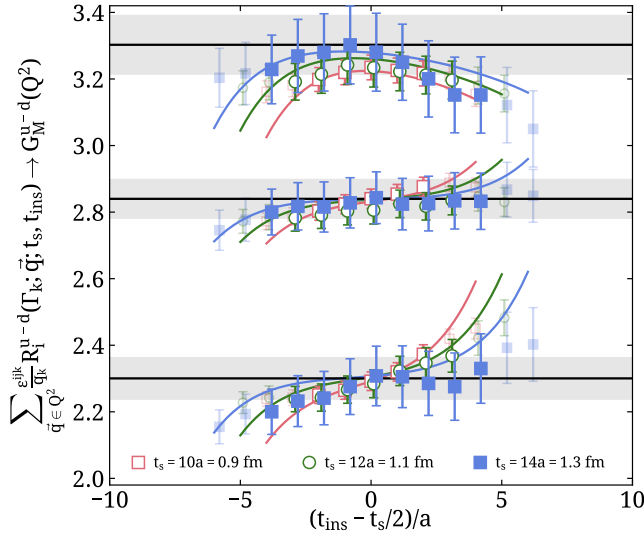 ∑_{q⃗ ∈ Q²} ε^{ijk}/q_k R_i^{u−d}(Γ_k; q⃗; t_s, t_ins) → G_M^{u−d}(Q²)
3.4
3.2
3.0
2.8
2.6
2.4
2.2
2.0
t_s = 10a = 0.9 fm
t_s = 12a = 1.1 fm
t_s = 14a = 1.3 fm
−10 −5 0 5 10
(t_ins − t_s/2)/a